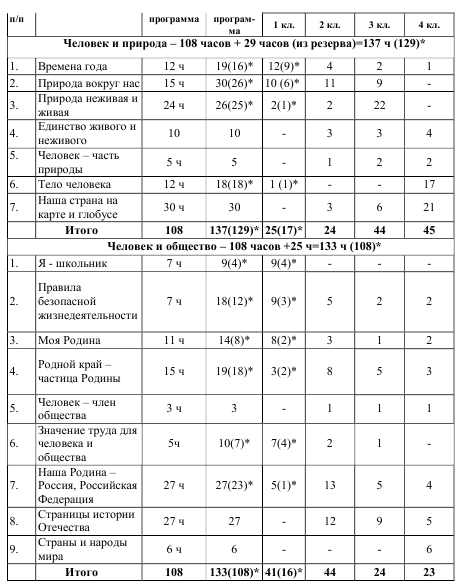 п/п программа програм-ма 1 кл. 2 кл. 3 кл. 4 кл.
Человек и природа – 108 часов + 29 часов (из резерва)=137 ч (129)*
1. Времена года 12 ч 19(16)* 12(9)* 4 2 1
2. Природа вокруг нас 15 ч 30(26)* 10 (6)* 11 9 -
3. Природа неживая и живая 24 ч 26(25)* 2(1)* 2 22
4. Единство живого и неживого 10 10 - 3 3 4
5. Человек – часть природы 5 ч 5 - 1 2 2
6. Тело человека 12 ч 18(18)* 1 (1)* - - 17
7. Наша страна на карте и глобусе 30 ч 30 - 3 6 21
Итого 108 137(129)* 25(17)* 24 44 45
Человек и общество – 108 часов +25 ч=133 ч (108)*
1. Я - школьник 7 ч 9(4)* 9(4)* - - -
2. Правила безопасной жизнедеятельности 7 ч 18(12)* 9(3)* 5 2 2
3. Моя Родина 11 ч 14(8)* 8(2)* 3 1 2
4. Родной край – частица Родины 15 ч 19(18)* 3(2)* 8 5 3
5. Человек – член общества 3 ч 3 - 1 1 1
6. Значение труда для человека и общества 5ч 10(7)* 7(4)* 2 1 -
7. Наша Родина – Россия, Российская Федерация 27 ч 27(23)* 5(1)* 13 5 4
8. Страницы истории Отечества 27 ч 27 - 12 9 5
9. Страны и народы мира 6 ч 6 - - - 6
Итого 108 133(108)* 41(16)* 44 24 23